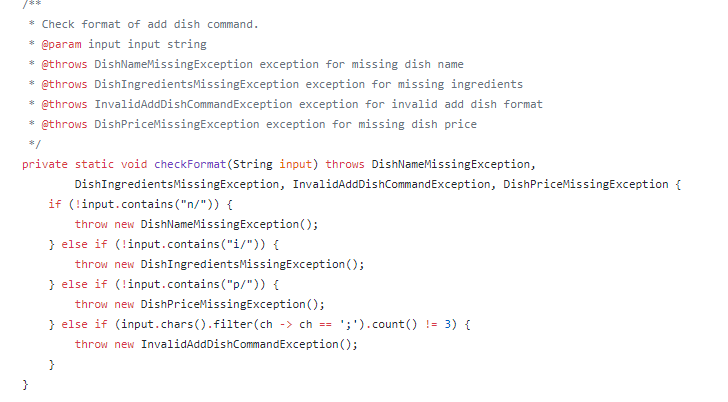 /**
 * Check format of add dish command.
 * @param input input string
 * @throws DishNameMissingException exception for missing dish name
 * @throws DishIngredientsMissingException exception for missing ingredients
 * @throws InvalidAddDishCommandException exception for invalid add dish format
 * @throws DishPriceMissingException exception for missing dish price
 */
private static void checkFormat(String input) throws DishNameMissingException,
        DishIngredientsMissingException, InvalidAddDishCommandException, DishPriceMissingException {
    if (!input.contains("n/")) {
        throw new DishNameMissingException();
    } else if (!input.contains("i/")) {
        throw new DishIngredientsMissingException();
    } else if (!input.contains("p/")) {
        throw new DishPriceMissingException();
    } else if (input.chars().filter(ch -> ch == ';').count() != 3) {
        throw new InvalidAddDishCommandException();
    }
}